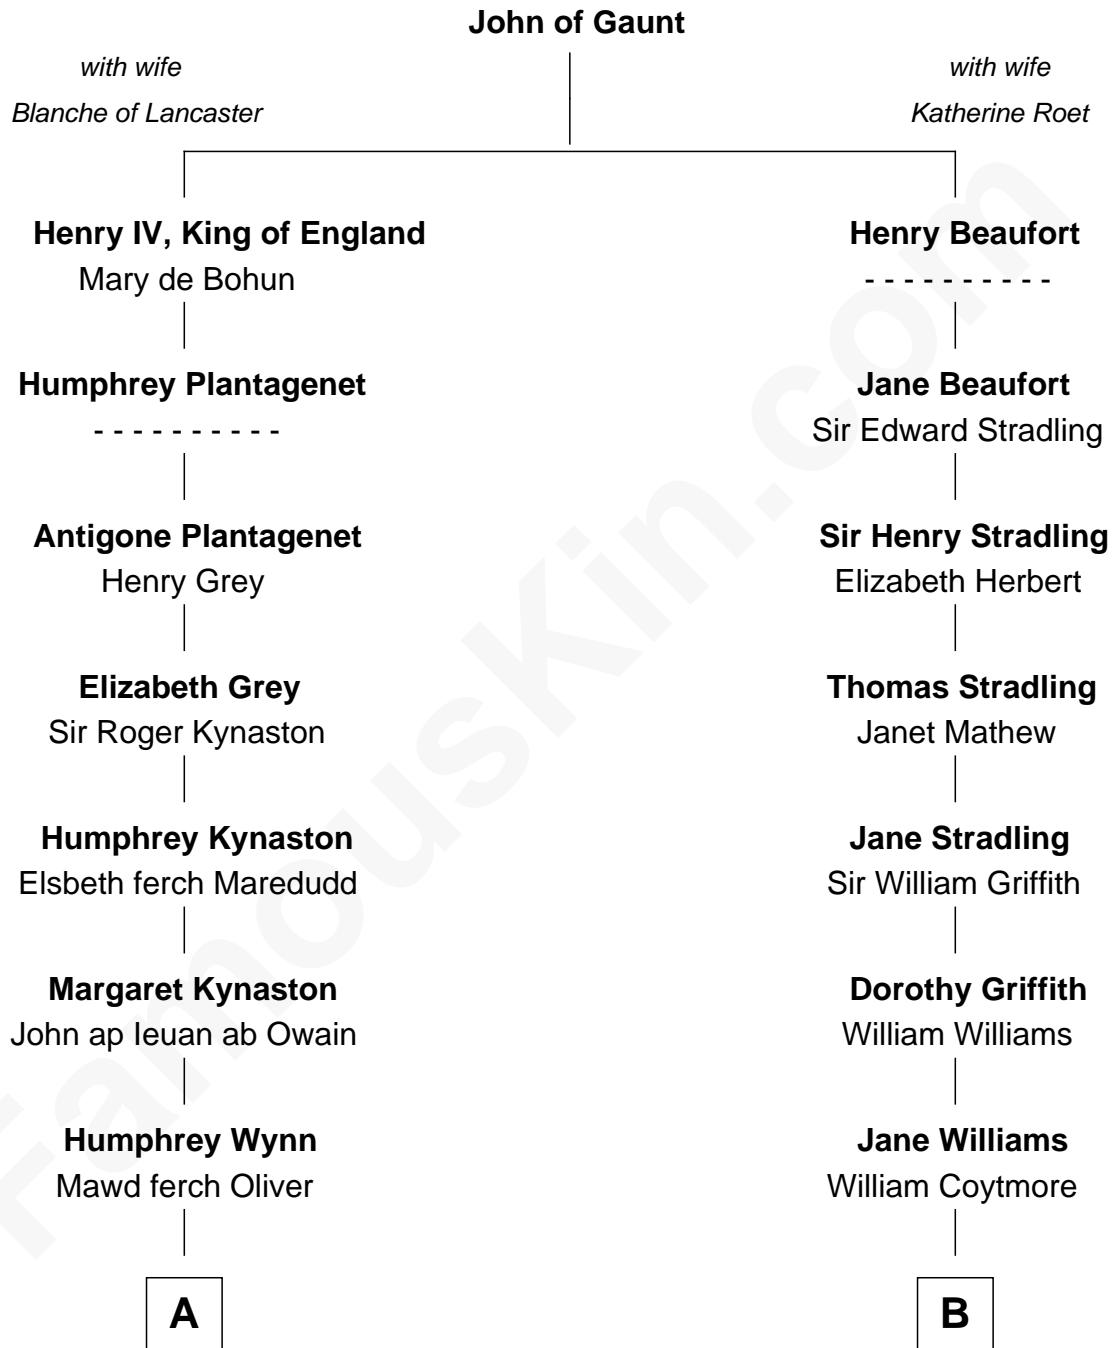 John of Gaunt
with wife
Blanche of Lancaster
with wife
Katherine Roet
Henry IV, King of England
Mary de Bohun
Henry Beaufort
- - - - - - - - - -
Humphrey Plantagenet
- - - - - - - - - -
Jane Beaufort
Sir Edward Stradling
Antigone Plantagenet
Henry Grey
Sir Henry Stradling
Elizabeth Herbert
Elizabeth Grey
Sir Roger Kynaston
Thomas Stradling
Janet Mathew
Humphrey Kynaston
Elsbeth ferch Maredudd
Jane Stradling
Sir William Griffith
Margaret Kynaston
John ap Ieuan ab Owain
Dorothy Griffith
William Williams
Humphrey Wynn
Mawd ferch Oliver
Jane Williams
William Coytmore
A
B
FamousKin.com